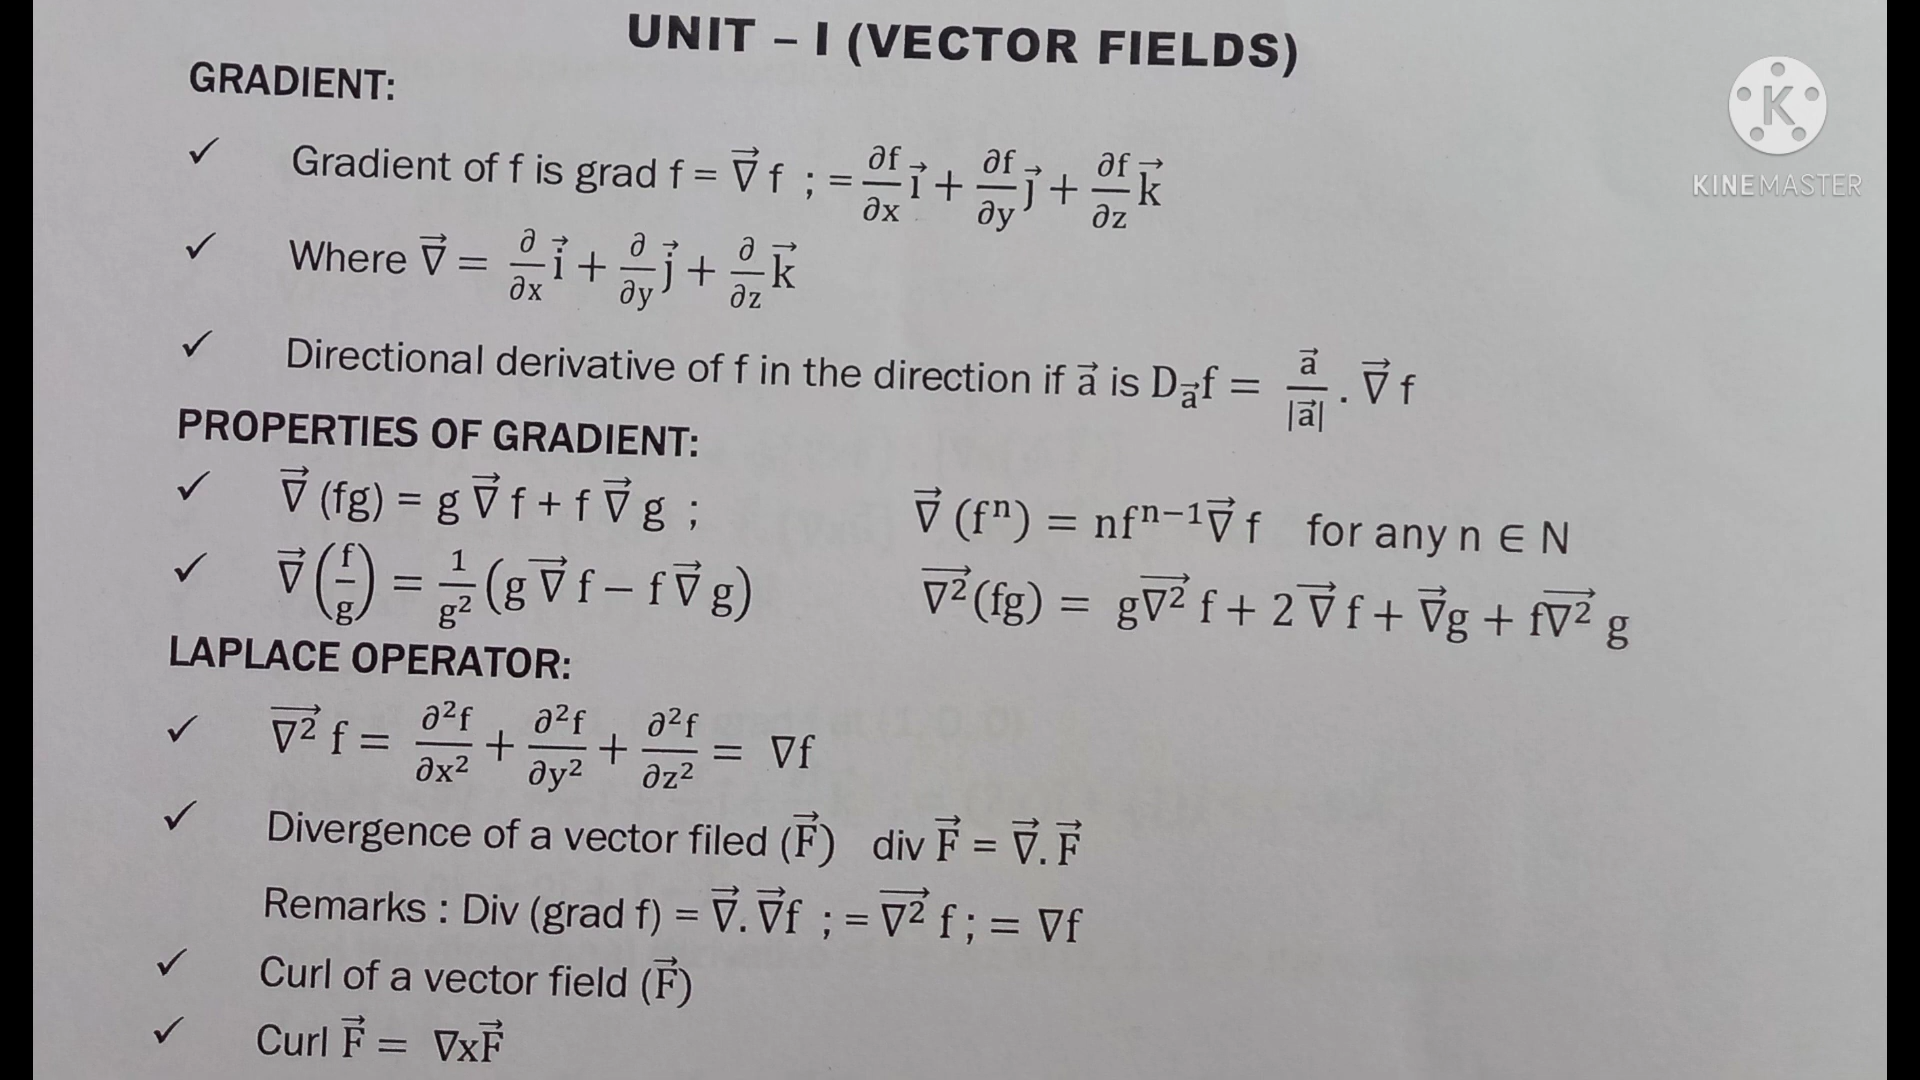 UNIT – I (VECTOR FIELDS)
GRADIENT:
K
KINEMASTER
✓ Gradient of f is grad f = ∇⃗ f ; = ∂f/∂x i⃗ + ∂f/∂y j⃗ + ∂f/∂z k⃗
✓ Where ∇⃗ = ∂/∂x i⃗ + ∂/∂y j⃗ + ∂/∂z k⃗
✓ Directional derivative of f in the direction if a⃗ is D_a⃗ f = a⃗/|a⃗| . ∇⃗ f
PROPERTIES OF GRADIENT:
✓ ∇⃗ (fg) = g ∇⃗ f + f ∇⃗ g ; ∇⃗ (fⁿ) = nfⁿ⁻¹∇⃗ f for any n ∈ N
✓ ∇⃗ (f/g) = 1/g² (g ∇⃗ f – f ∇⃗ g) ∇⃗²(fg) = g∇⃗² f + 2 ∇⃗ f + ∇⃗g + f∇⃗² g
LAPLACE OPERATOR:
✓ ∇⃗² f = ∂²f/∂x² + ∂²f/∂y² + ∂²f/∂z² = ∇f
✓ Divergence of a vector filed (F⃗) div F⃗ = ∇⃗. F⃗
Remarks : Div (grad f) = ∇⃗. ∇⃗f ; = ∇⃗² f ; = ∇f
✓ Curl of a vector field (F⃗)
✓ Curl F⃗ = ∇xF⃗